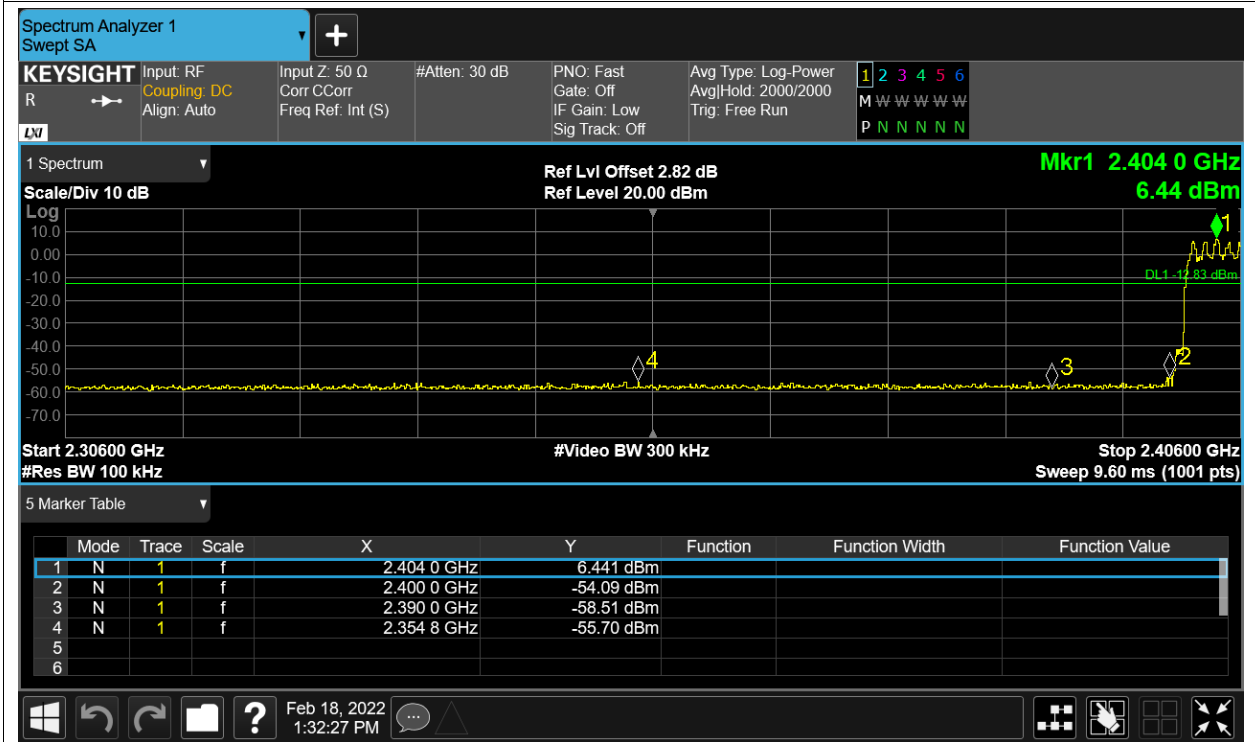 Spectrum Analyzer 1
Swept SA
KEYSIGHT Input: RF Input Z: 50 Ω #Atten: 30 dB PNO: Fast Avg Type: Log-Power 1 2 3 4 5 6
R Coupling: DC Corr CCorr Gate: Off Avg|Hold: 2000/2000 M W W W W W
Align: Auto Freq Ref: Int (S) IF Gain: Low Trig: Free Run
LXI Sig Track: Off P N N N N N
1 Spectrum Ref Lvl Offset 2.82 dB Mkr1 2.404 0 GHz
Scale/Div 10 dB Ref Level 20.00 dBm 6.44 dBm
Log
1
10.0
0.00
DL1 -12.83 dBm
-10.0
-20.0
-30.0
-40.0
4 3 2
-50.0
-60.0
-70.0
Start 2.30600 GHz #Video BW 300 kHz Stop 2.40600 GHz
#Res BW 100 kHz Sweep 9.60 ms (1001 pts)
5 Marker Table
Mode Trace Scale X Y Function Function Width Function Value
1 N 1 f 2.404 0 GHz 6.441 dBm
2 N 1 f 2.400 0 GHz -54.09 dBm
3 N 1 f 2.390 0 GHz -58.51 dBm
4 N 1 f 2.354 8 GHz -55.70 dBm
5
6
? Feb 18, 2022
1:32:27 PM